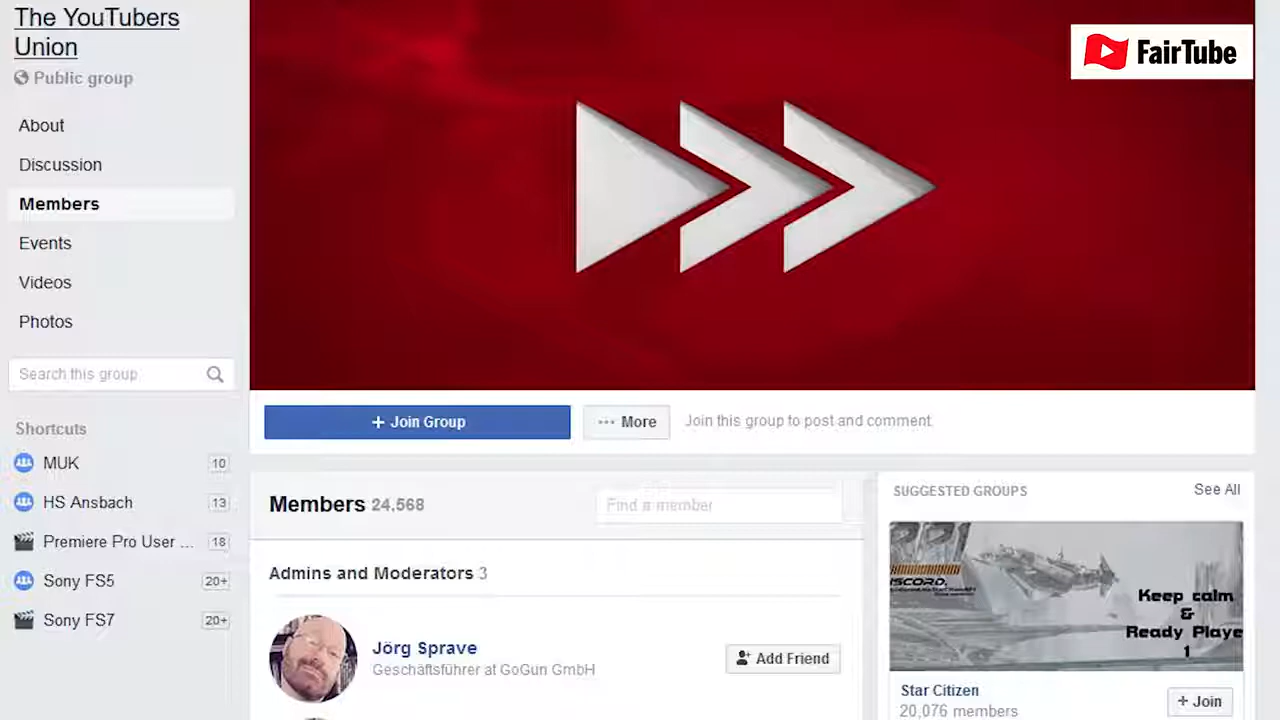 The YouTubers
Union
Public group
About
Discussion
Members
Events
Videos
Photos
Search this group
Shortcuts
MUK 10
HS Ansbach 13
Premiere Pro User ... 18
Sony FS5 20+
Sony FS7 20+
FairTube
+ Join Group
··· More
Join this group to post and comment.
Members 24,568
Find a member
Admins and Moderators 3
Jörg Sprave
Geschäftsführer at GoGun GmbH
Add Friend
SUGGESTED GROUPS
See All
Keep calm
&
Ready Playe
1
Star Citizen
20,076 members
+ Join